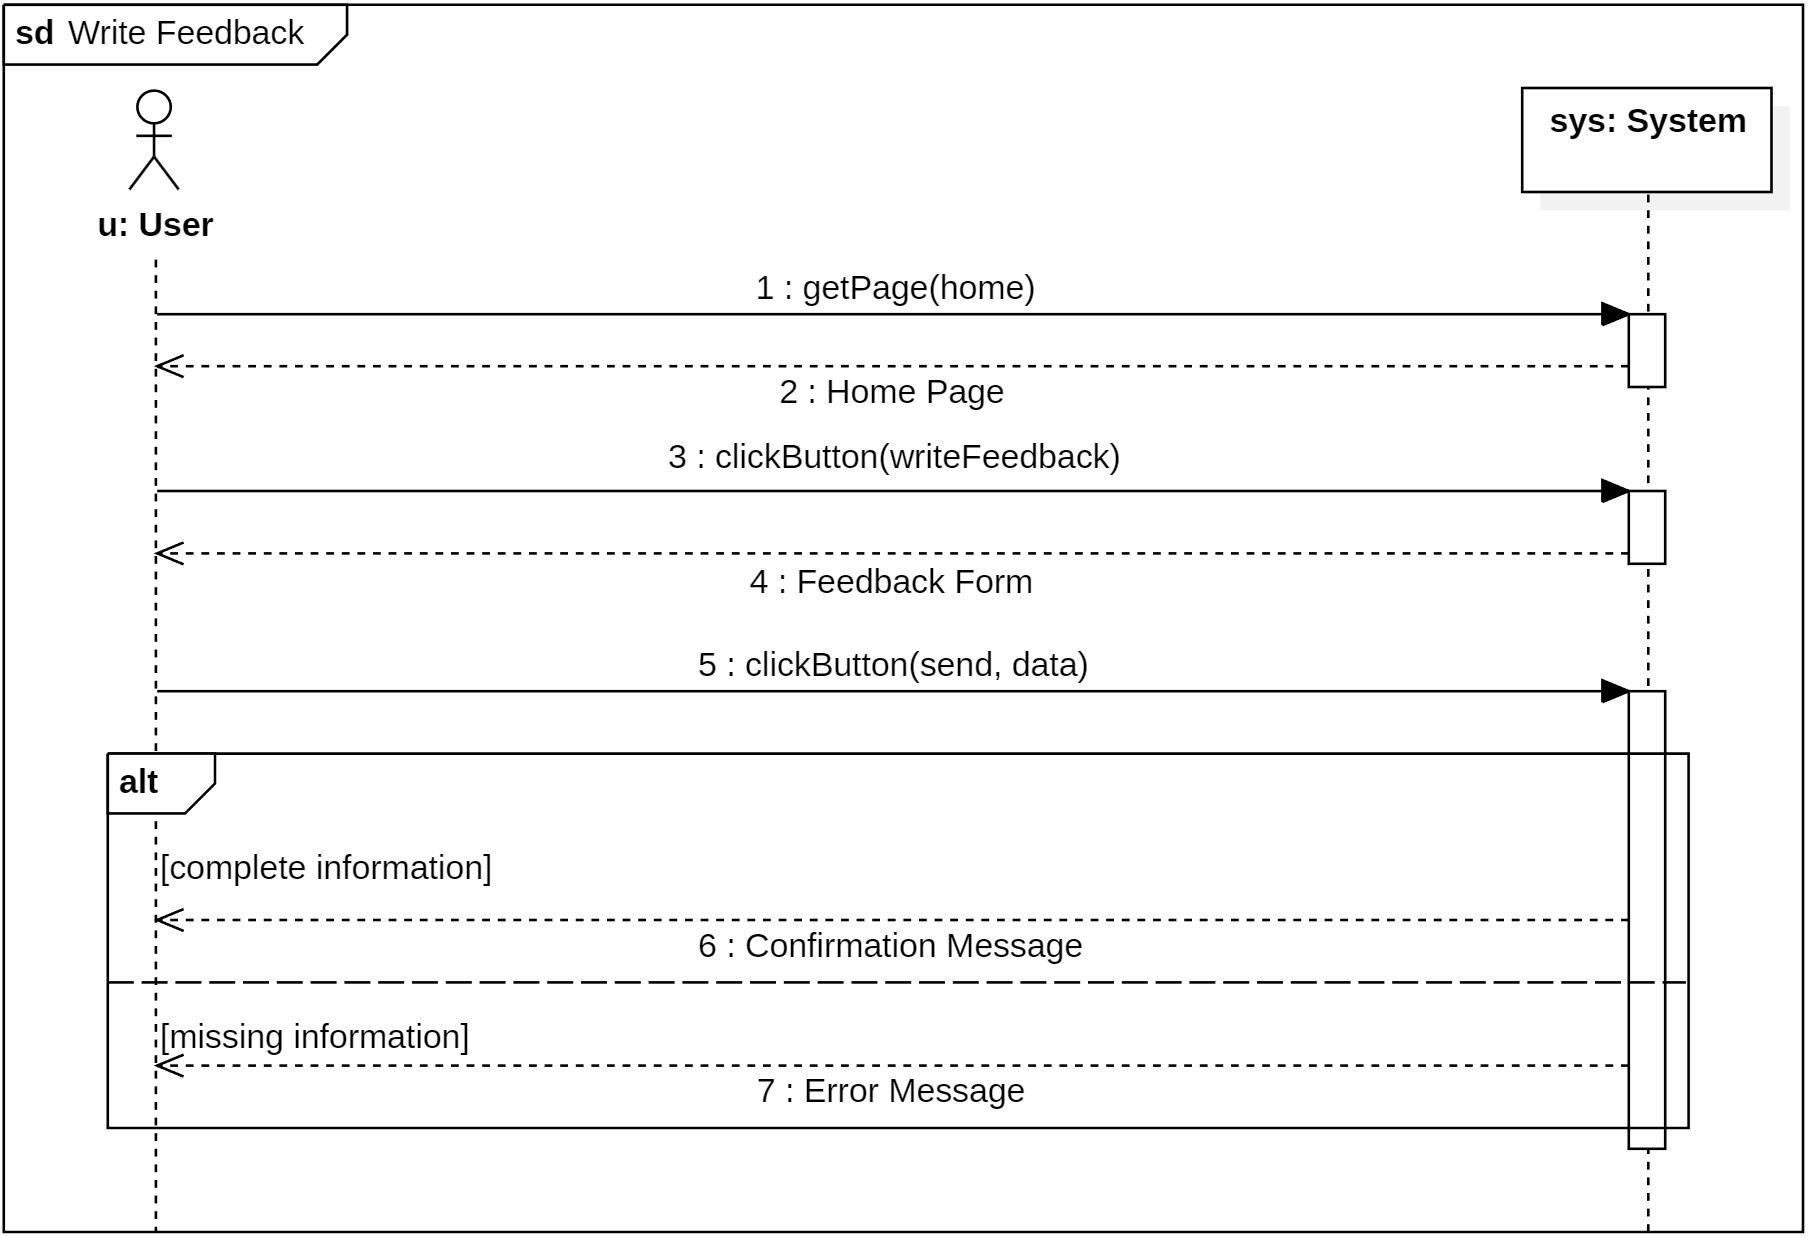 sd Write Feedback
sys: System
u: User
1 : getPage(home)
2 : Home Page
3 : clickButton(writeFeedback)
4 : Feedback Form
5 : clickButton(send, data)
alt
[complete information]
6 : Confirmation Message
[missing information]
7 : Error Message